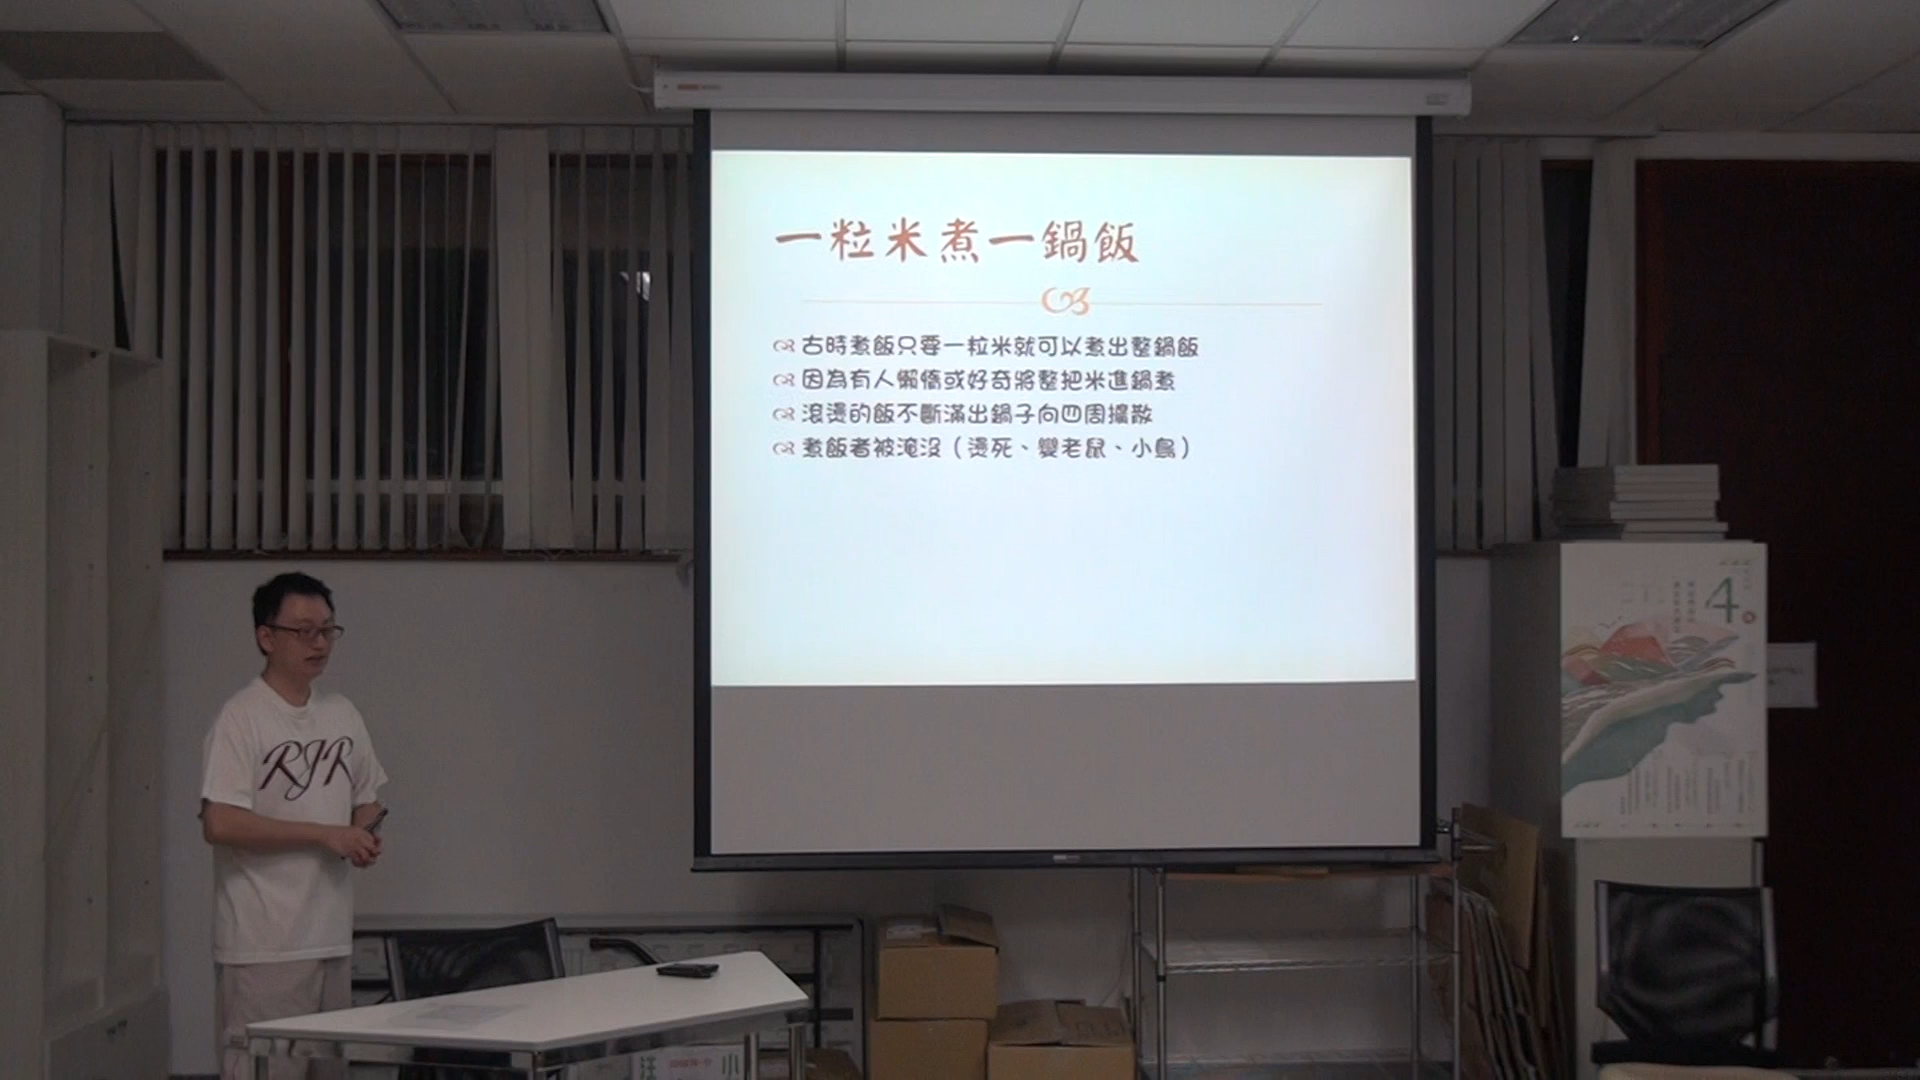 一粒米煮一鍋飯
古時煮飯只要一粒米就可以煮出整鍋飯
因為有人懶惰或好奇將整把米進鍋煮
滾燙的飯不斷滿出鍋子向四周擴散
煮飯者被淹沒（燙死、變老鼠、小鳥）
RJR
4
汪
小